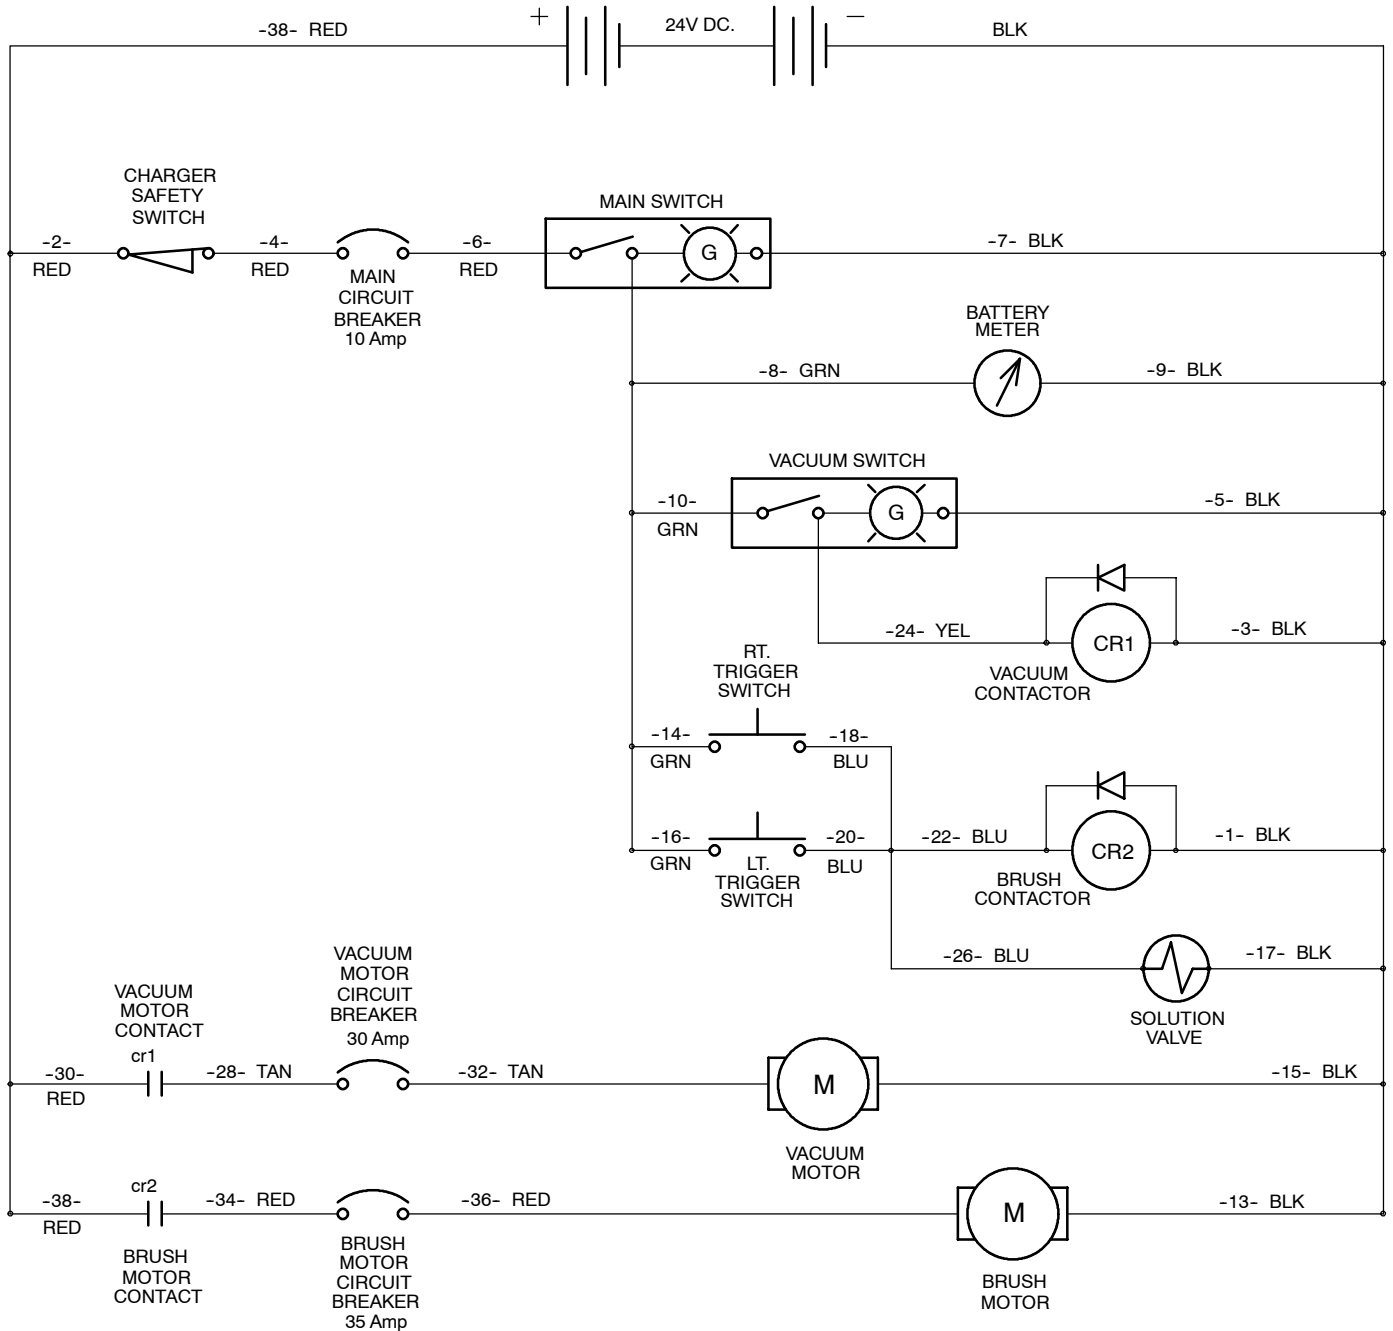 +
24V DC.
−
-38- RED
BLK
CHARGER
SAFETY
SWITCH
MAIN SWITCH
-2-
RED
-4-
RED
-6-
RED
G
-7- BLK
MAIN
CIRCUIT
BREAKER
10 Amp
BATTERY
METER
-8- GRN
-9- BLK
VACUUM SWITCH
-10-
GRN
G
-5- BLK
-24- YEL
CR1
-3- BLK
VACUUM
CONTACTOR
RT.
TRIGGER
SWITCH
-14-
GRN
-18-
BLU
-16-
GRN
-20-
BLU
LT.
TRIGGER
SWITCH
-22- BLU
CR2
-1- BLK
BRUSH
CONTACTOR
-26- BLU
-17- BLK
SOLUTION
VALVE
VACUUM
MOTOR
CONTACT
cr1
VACUUM
MOTOR
CIRCUIT
BREAKER
30 Amp
-30-
RED
-28- TAN
-32- TAN
M
-15- BLK
VACUUM
MOTOR
cr2
-38-
RED
-34- RED
-36- RED
M
-13- BLK
BRUSH
MOTOR
CONTACT
BRUSH
MOTOR
CIRCUIT
BREAKER
35 Amp
BRUSH
MOTOR